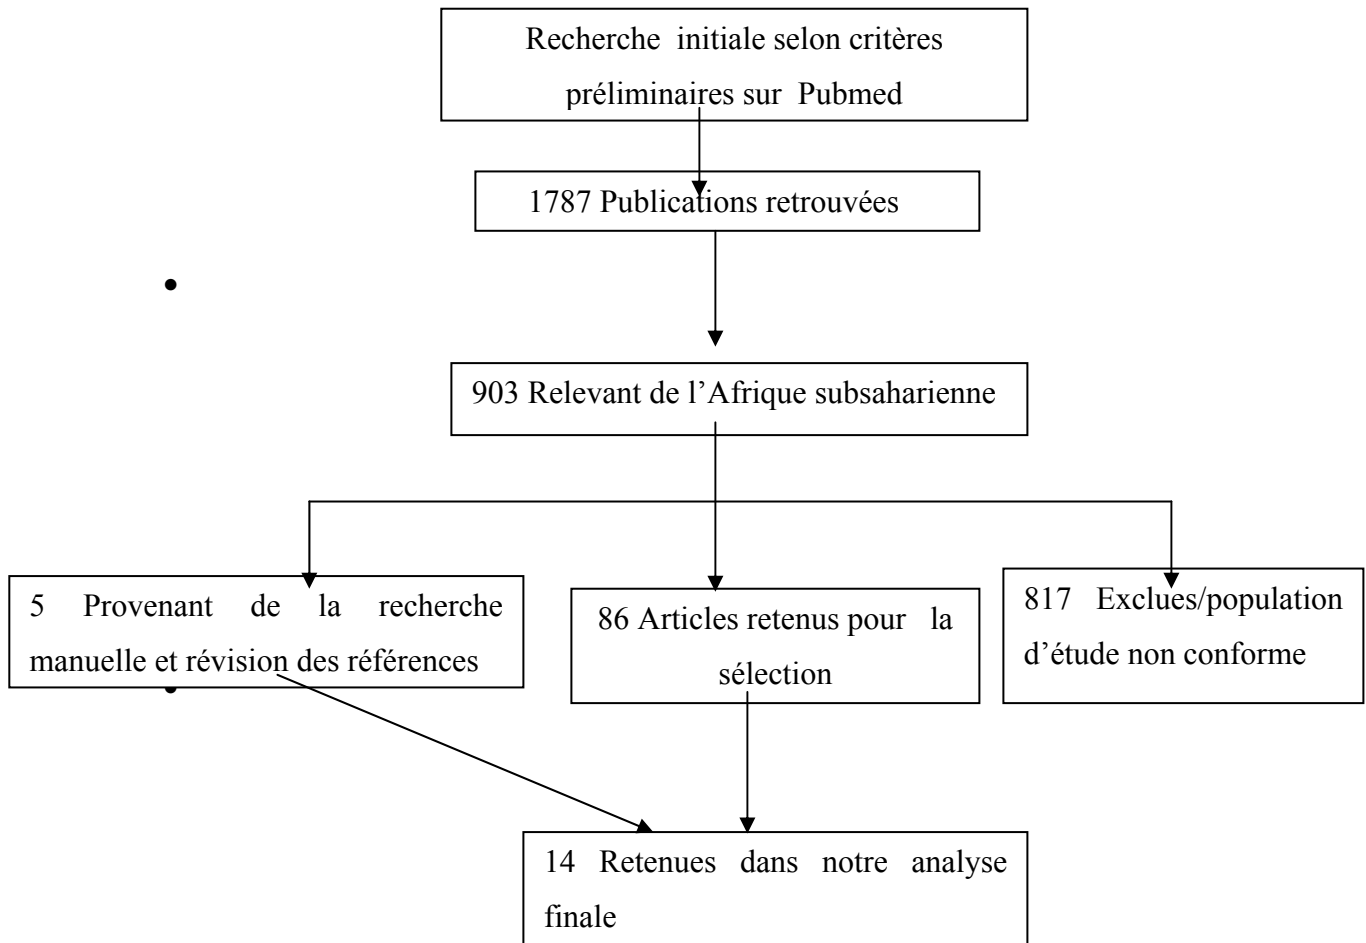 Recherche initiale selon critères
préliminaires sur Pubmed
1787 Publications retrouvées
903 Relevant de l’Afrique subsaharienne
5 Provenant de la recherche
manuelle et révision des références
86 Articles retenus pour la
sélection
817 Exclues/population
d’étude non conforme
14 Retenues dans notre analyse
finale